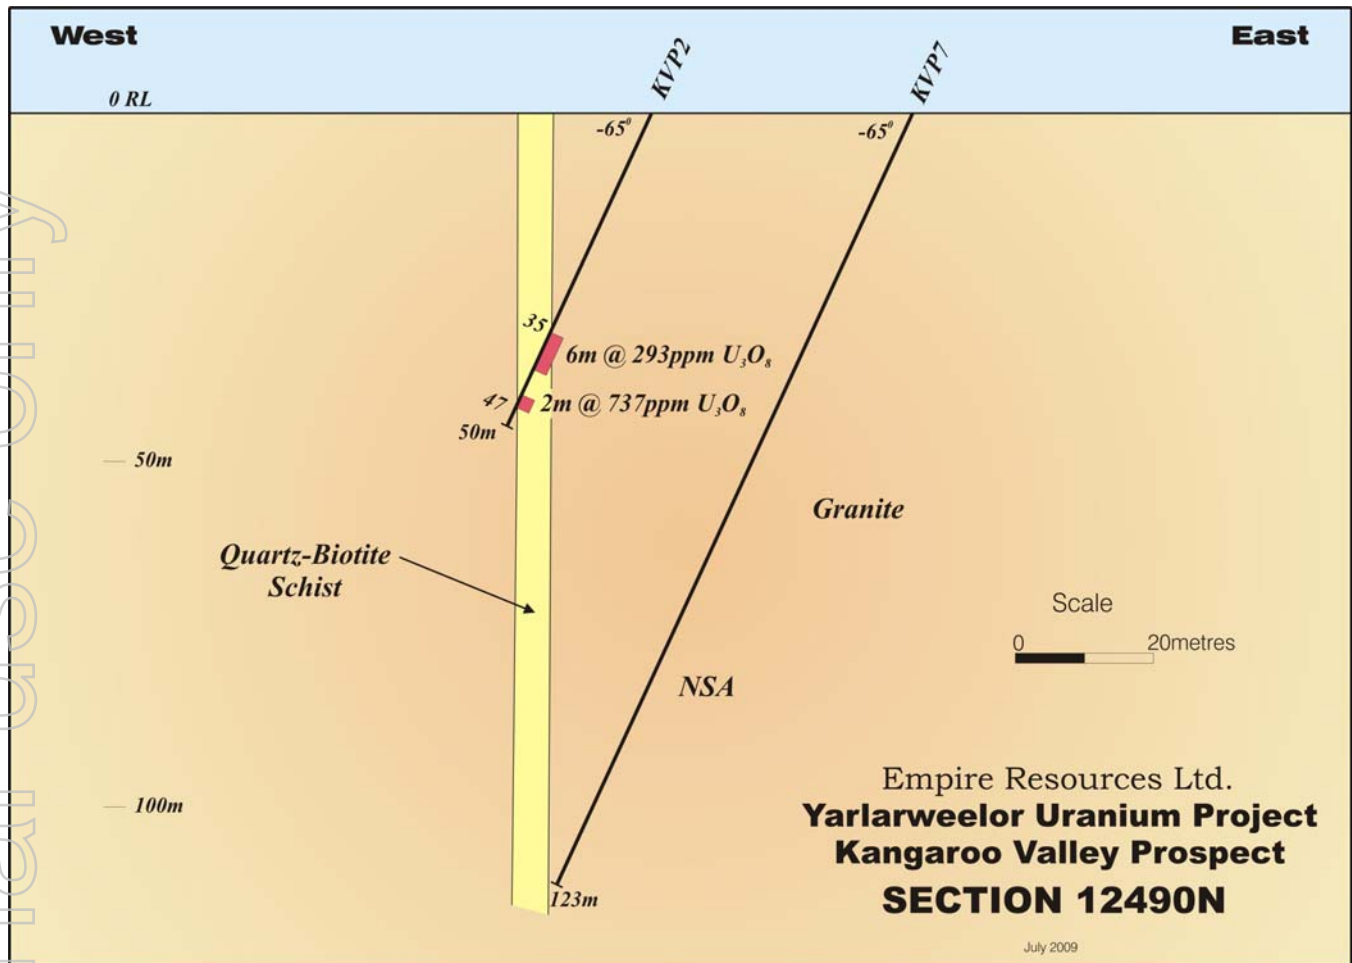 West
East
KVP2
KVP7
0 RL
-65⁰
-65⁰
35
6m @ 293ppm U₃O₈
47
2m @ 737ppm U₃O₈
50m
50m
Granite
Quartz-Biotite
Schist
Scale
0 20metres
NSA
Empire Resources Ltd.
100m
Yarlarweelor Uranium Project
Kangaroo Valley Prospect
SECTION 12490N
123m
July 2009